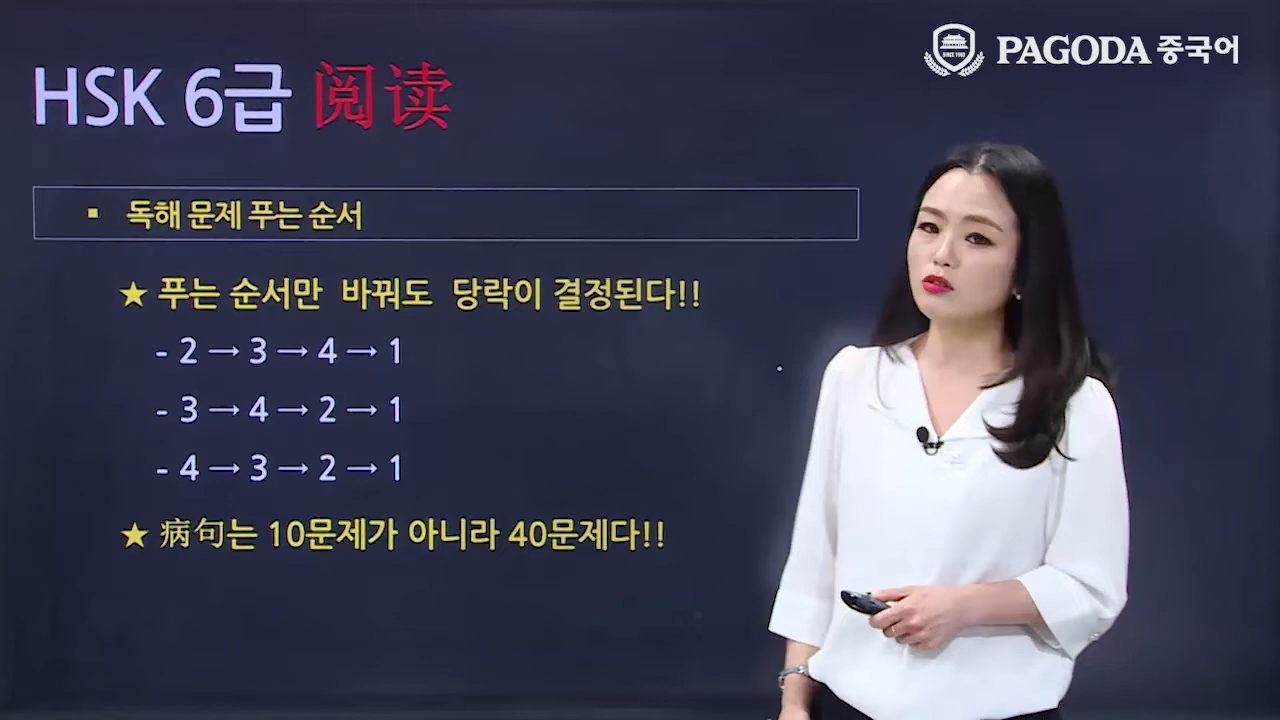 PAGODA 중국어
SINCE 1983
HSK 6급 阅读
▪ 독해 문제 푸는 순서
★ 푸는 순서만 바꿔도 당락이 결정된다!!
- 2 → 3 → 4 → 1
- 3 → 4 → 2 → 1
- 4 → 3 → 2 → 1
★ 病句는 10문제가 아니라 40문제다!!